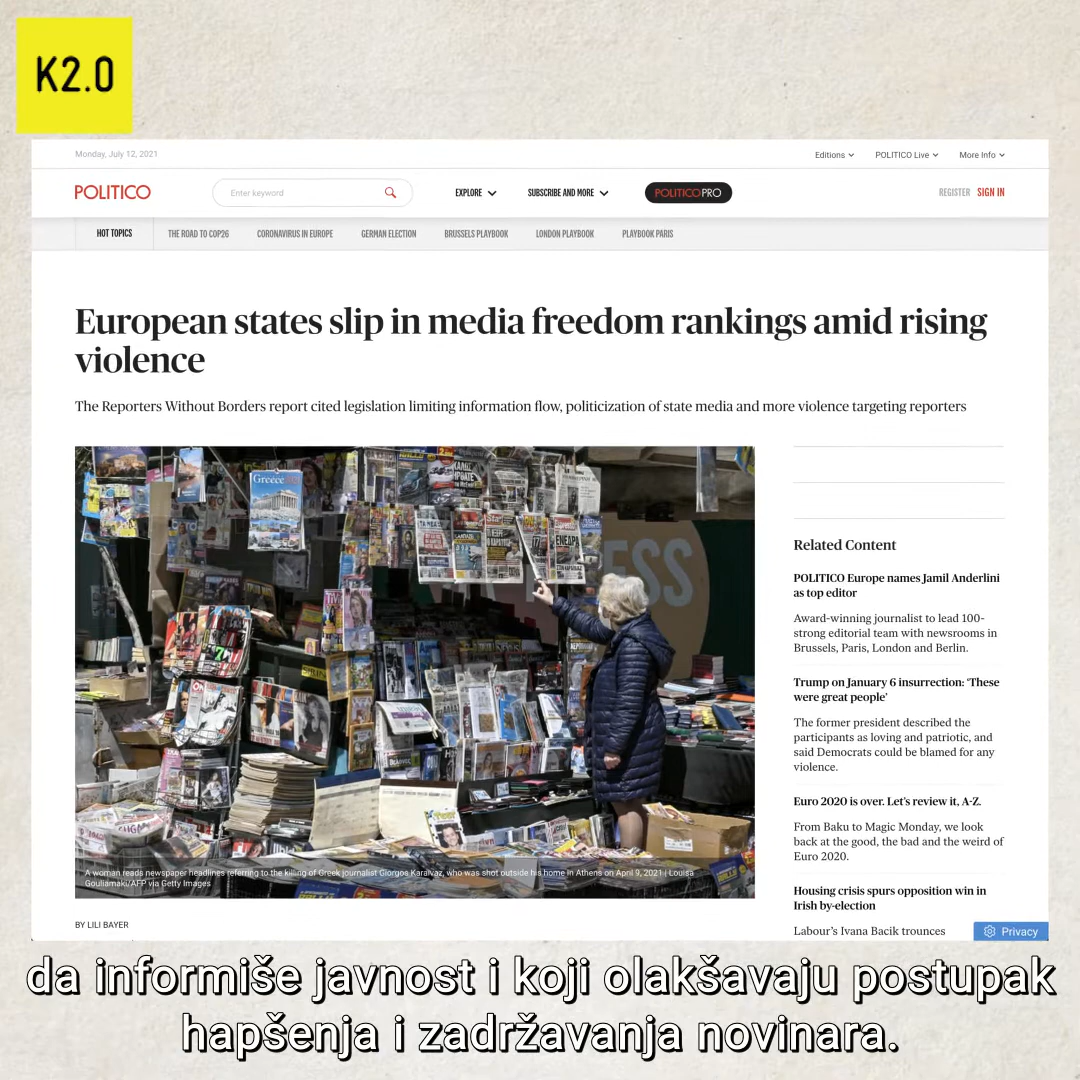 K2.0
Monday, July 12, 2021
Editions
POLITICO Live
More Info
POLITICO
Enter keyword
EXPLORE
SUBSCRIBE AND MORE
POLITICOPRO
REGISTER
SIGN IN
HOT TOPICS
THE ROAD TO COP26
CORONAVIRUS IN EUROPE
GERMAN ELECTION
BRUSSELS PLAYBOOK
LONDON PLAYBOOK
PLAYBOOK PARIS
European states slip in media freedom rankings amid rising
violence
The Reporters Without Borders report cited legislation limiting information flow, politicization of state media and more violence targeting reporters
Greece
ΕΝΕΔΡΑ
ESS
A woman reads newspaper headlines referring to the killing of Greek journalist Giorgos Karaivaz, who was shot outside his home in Athens on April 9, 2021 | Louisa
Gouliamaki/AFP via Getty Images
BY LILI BAYER
Related Content
POLITICO Europe names Jamil Anderlini
as top editor
Award-winning journalist to lead 100-
strong editorial team with newsrooms in
Brussels, Paris, London and Berlin.
Trump on January 6 insurrection: ‘These
were great people’
The former president described the
participants as loving and patriotic, and
said Democrats could be blamed for any
violence.
Euro 2020 is over. Let’s review it, A-Z.
From Baku to Magic Monday, we look
back at the good, the bad and the weird of
Euro 2020.
Housing crisis spurs opposition win in
Irish by-election
Labour’s Ivana Bacik trounces
Privacy
da informiše javnost i koji olakšavaju postupak
hapšenja i zadržavanja novinara.